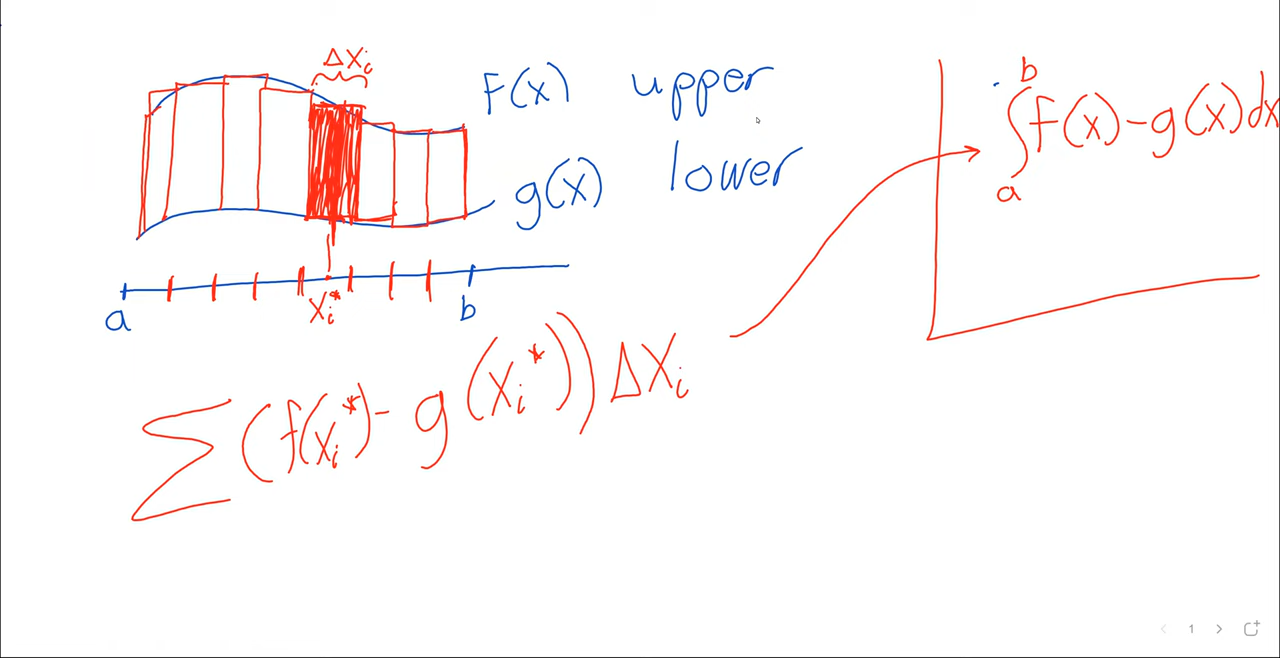 ΔXᵢ
F(x) upper
g(x) lower
a
Xᵢ*
b
∑(f(xᵢ*) - g(xᵢ*))ΔXᵢ
∫ₐᵇ f(x) - g(x) dx
1